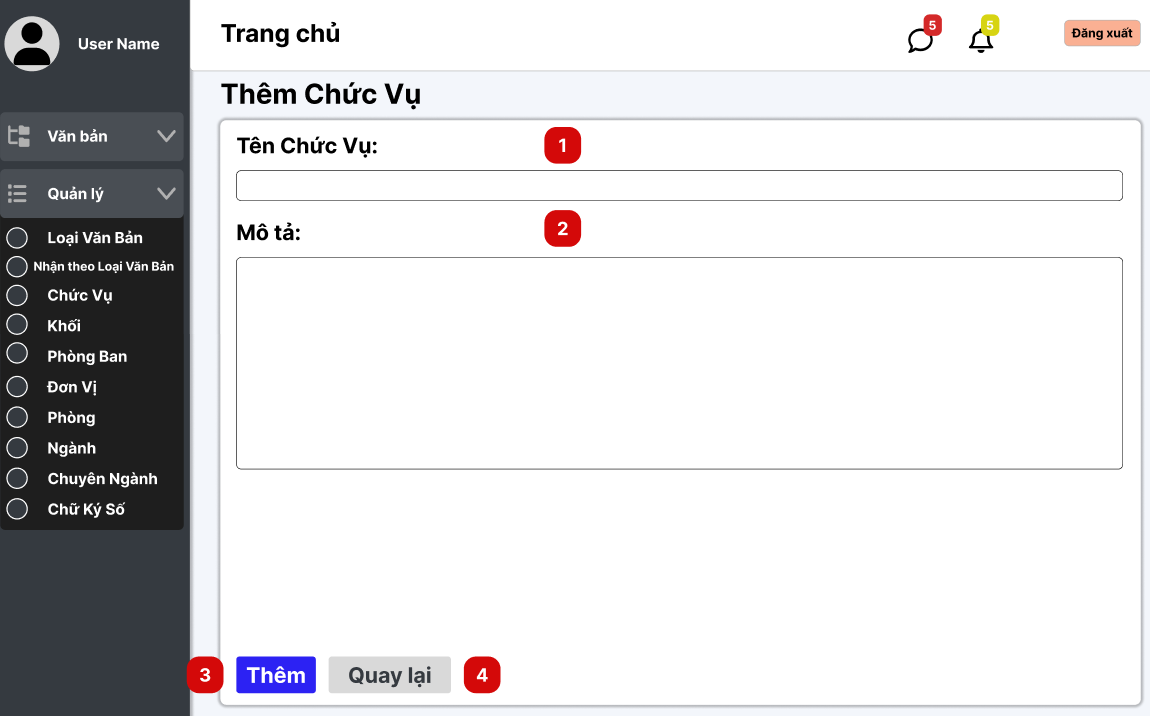 User Name
Văn bản
Quản lý
Loại Văn Bản
Nhận theo Loại Văn Bản
Chức Vụ
Khối
Phòng Ban
Đơn Vị
Phòng
Ngành
Chuyên Ngành
Chữ Ký Số
Trang chủ
5
5
Đăng xuất
Thêm Chức Vụ
Tên Chức Vụ:
1
Mô tả:
2
3
Thêm
Quay lại
4